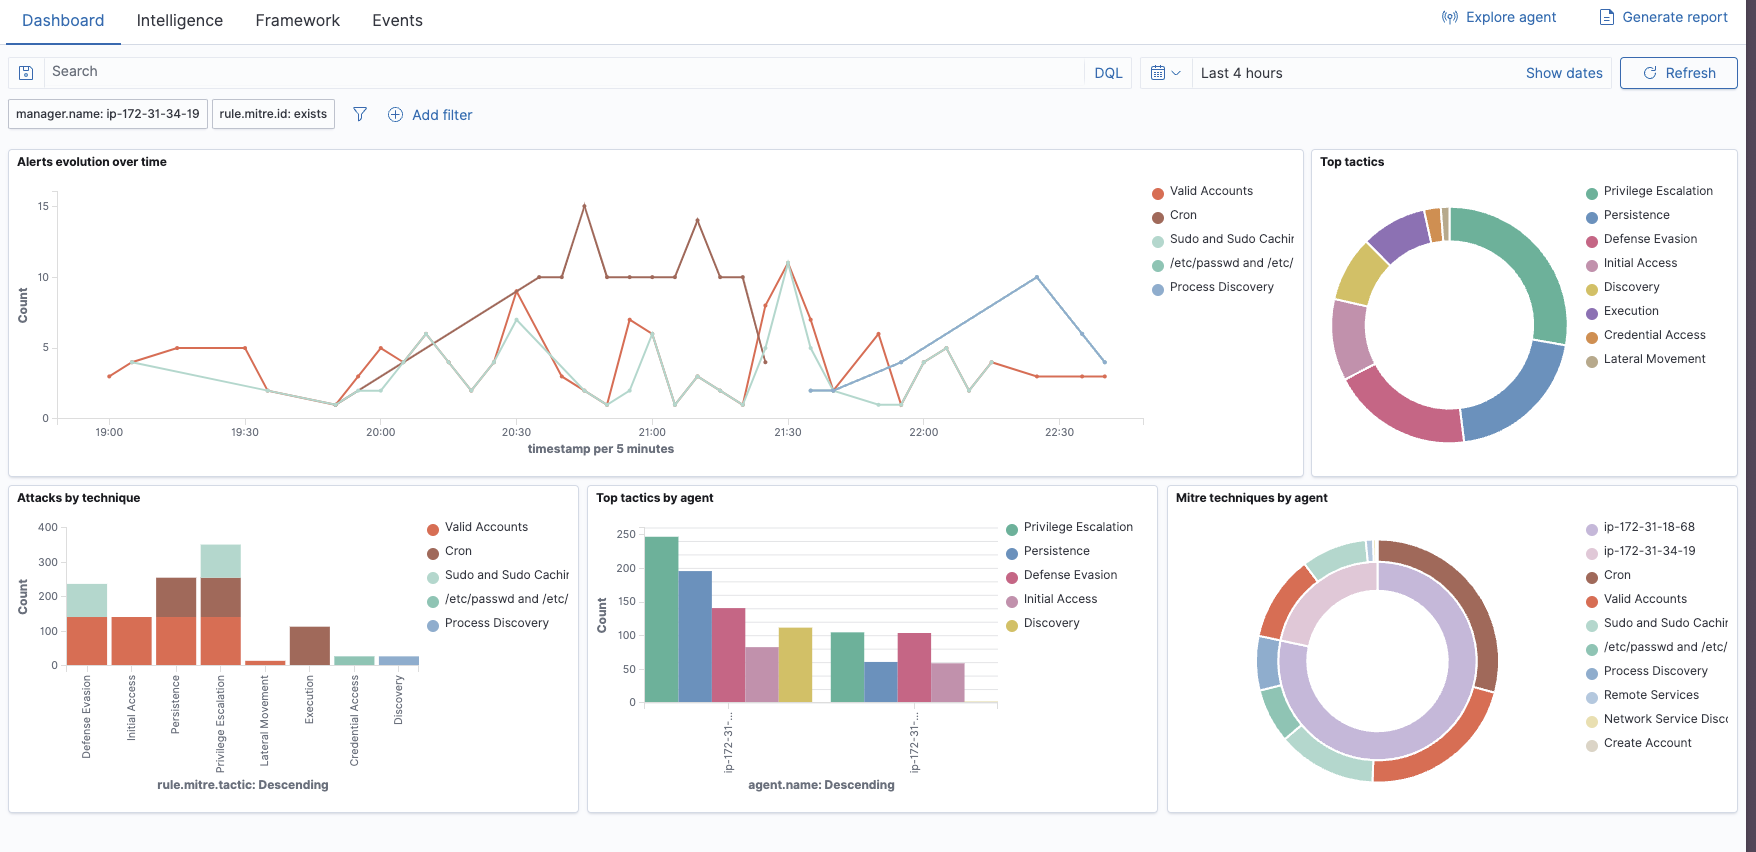 Dashboard Intelligence Framework Events Explore agent Generate report
Search DQL Last 4 hours Show dates Refresh
manager.name: ip-172-31-34-19 rule.mitre.id: exists Add filter
Alerts evolution over time
15
10
5
0
Count
19:00 19:30 20:00 20:30 21:00 21:30 22:00 22:30
timestamp per 5 minutes
Valid Accounts
Cron
Sudo and Sudo Cachir
/etc/passwd and /etc/
Process Discovery
Top tactics
Privilege Escalation
Persistence
Defense Evasion
Initial Access
Discovery
Execution
Credential Access
Lateral Movement
Attacks by technique
400
300
200
100
0
Count
Defense Evasion
Initial Access
Persistence
Privilege Escalation
Lateral Movement
Execution
Credential Access
Discovery
rule.mitre.tactic: Descending
Valid Accounts
Cron
Sudo and Sudo Cachir
/etc/passwd and /etc/
Process Discovery
Top tactics by agent
250
200
150
100
50
0
Count
ip-172-31-...
ip-172-31-...
agent.name: Descending
Privilege Escalation
Persistence
Defense Evasion
Initial Access
Discovery
Mitre techniques by agent
ip-172-31-18-68
ip-172-31-34-19
Cron
Valid Accounts
Sudo and Sudo Cachir
/etc/passwd and /etc/
Process Discovery
Remote Services
Network Service Disc
Create Account